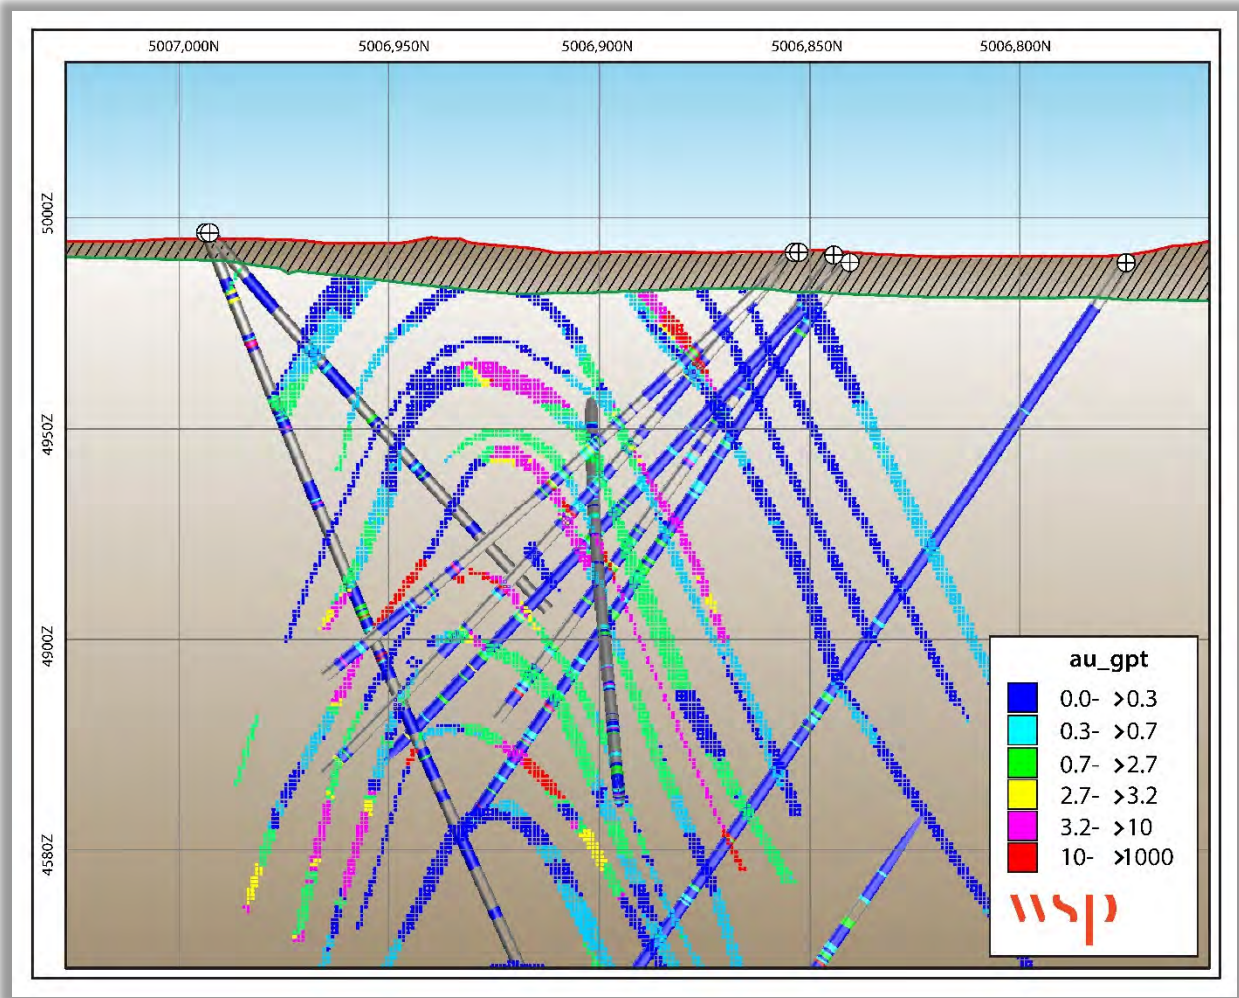 5007,000N 5006,950N 5006,900N 5006,850N 5006,800N
5000Z
4950Z
4900Z
4580Z
au_gpt
0.0- >0.3
0.3- >0.7
0.7- >2.7
2.7- >3.2
3.2- >10
10- >1000
wsp